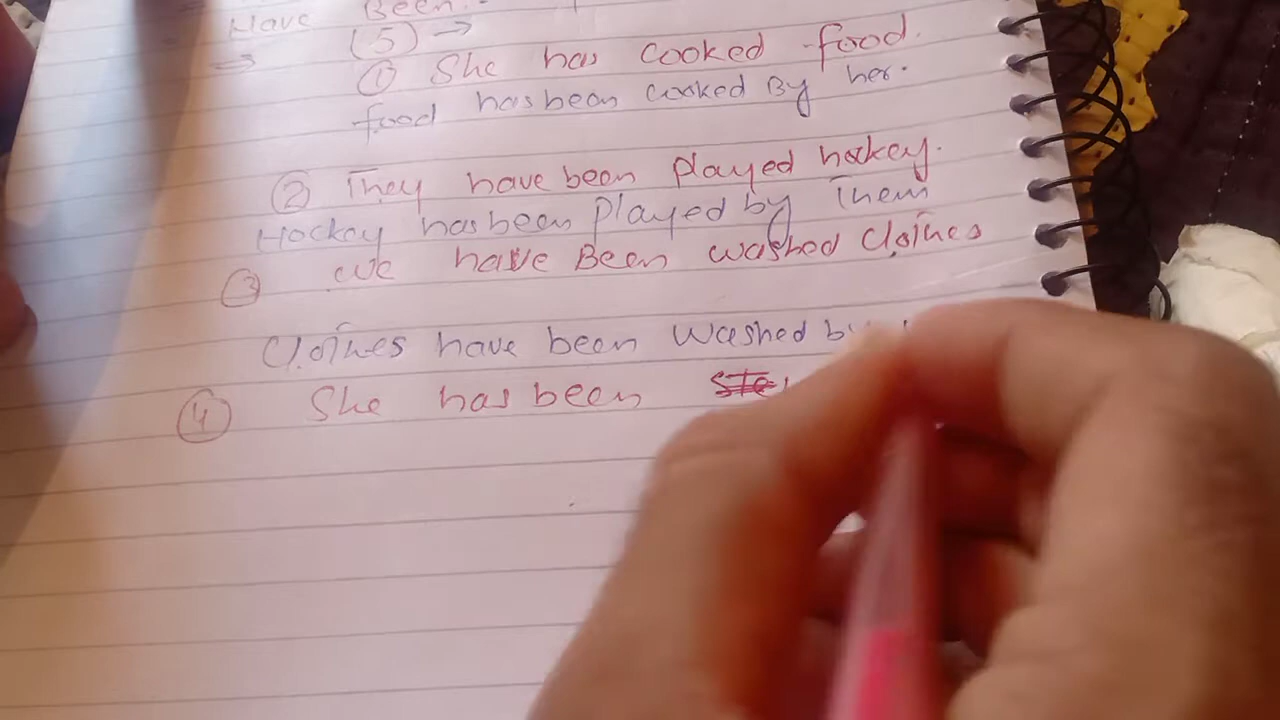 Have Been.
(5) →
→ ① She has cooked food.
food has been cooked By her.
② They have been Played hockey.
Hockey has been Played by Them
③ we have Been washed Clothes
Clothes have been washed by
④ She has been